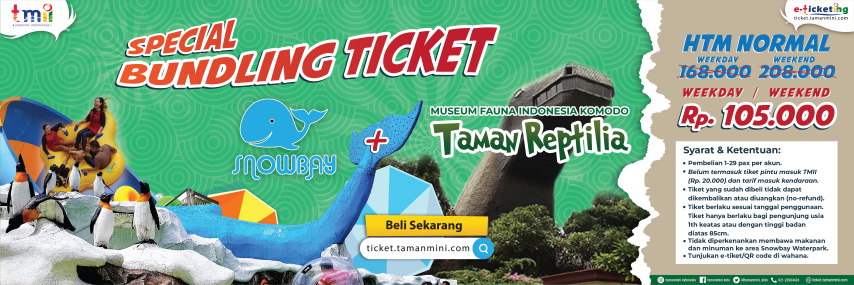 tmii
e-ticketing
ticket.tamanmini.com
SPECIAL
BUNDLING TICKET
SNOWBAY
+
MUSEUM FAUNA INDONESIA KOMODO
Taman Reptilia
Beli Sekarang
ticket.tamanmini.com
HTM NORMAL
WEEKDAY WEEKEND
168.000 208.000
WEEKDAY / WEEKEND
Rp. 105.000
Syarat & Ketentuan:
• Pembelian 1-29 pax per akun.
• Belum termasuk tiket pintu masuk TMII
(Rp. 20.000) dan tarif masuk kendaraan.
• Tiket yang sudah dibeli tidak dapat
dikembalikan atau diuangkan (no-refund).
• Tiket berlaku sesuai tanggal penggunaan.
Tiket hanya berlaku bagi pengunjung usia
1th keatas atau dengan tinggi badan
diatas 85cm.
• Tidak diperkenankan membawa makanan
dan minuman ke area Snowbay Waterpark.
• Tunjukan e-tiket/QR code di wahana.
ticket.tamanmini.com